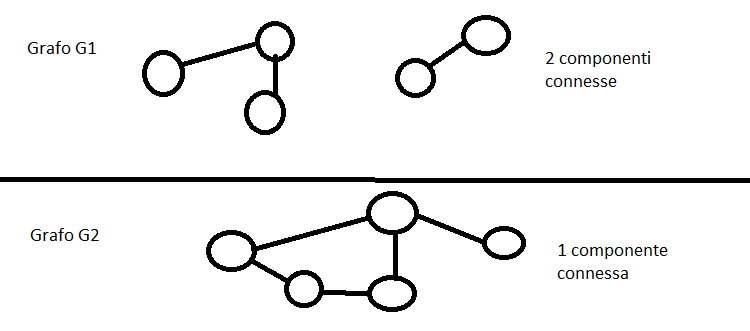 Grafo G1
2 componenti
connesse
Grafo G2
1 componente
connessa